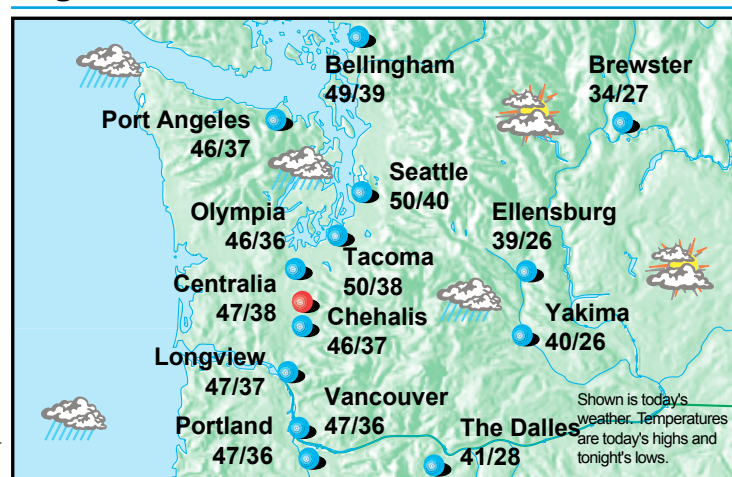 Bellingham
49/39
Brewster
34/27
Port Angeles
46/37
Seattle
50/40
Olympia
46/36
Ellensburg
39/26
Tacoma
50/38
Centralia
47/38
Chehalis
46/37
Yakima
40/26
Longview
47/37
Vancouver
47/36
Portland
47/36
The Dalles
41/28
Shown is today's
weather. Temperatures
are today's highs and
tonight's lows.